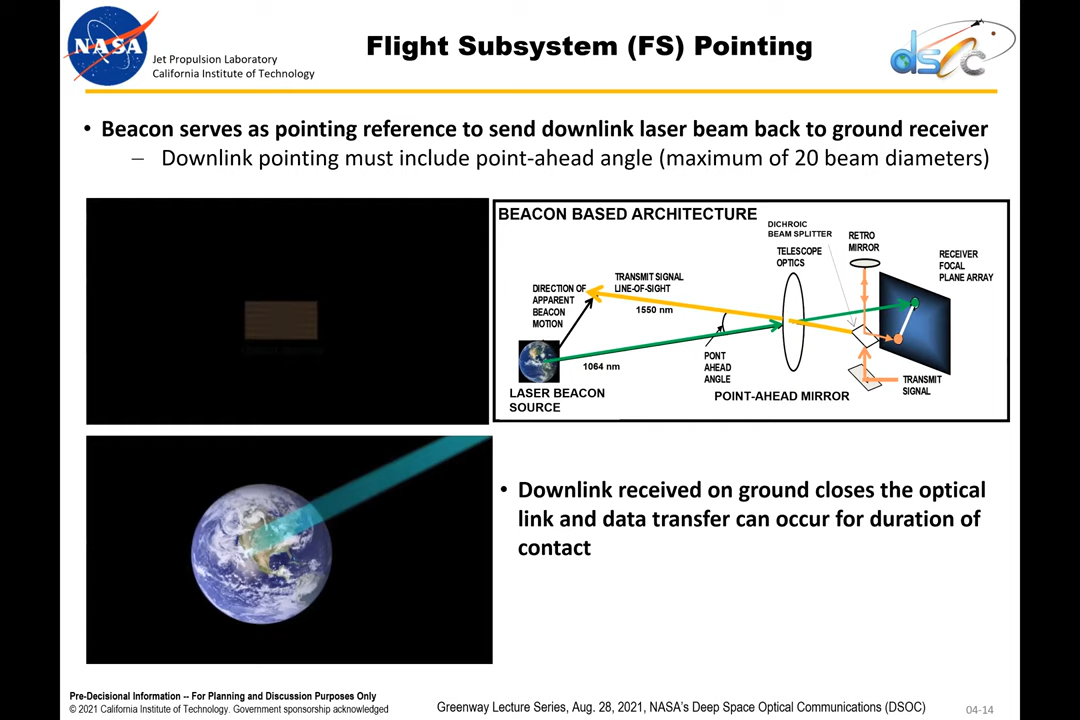 NASA
Jet Propulsion Laboratory
California Institute of Technology
Flight Subsystem (FS) Pointing
dsoc
• Beacon serves as pointing reference to send downlink laser beam back to ground receiver
– Downlink pointing must include point-ahead angle (maximum of 20 beam diameters)
BEACON BASED ARCHITECTURE
DICHROIC
BEAM SPLITTER
TELESCOPE
OPTICS
RETRO
MIRROR
RECEIVER
FOCAL
PLANE ARRAY
DIRECTION OF
APPARENT
BEACON
MOTION
TRANSMIT SIGNAL
LINE-OF-SIGHT
1550 nm
1064 nm
PONT
AHEAD
ANGLE
LASER BEACON
SOURCE
POINT-AHEAD MIRROR
TRANSMIT
SIGNAL
• Downlink received on ground closes the optical
link and data transfer can occur for duration of
contact
Pre-Decisional Information -- For Planning and Discussion Purposes Only
© 2021 California Institute of Technology. Government sponsorship acknowledged
Greenway Lecture Series, Aug. 28, 2021, NASA's Deep Space Optical Communications (DSOC)
04-14